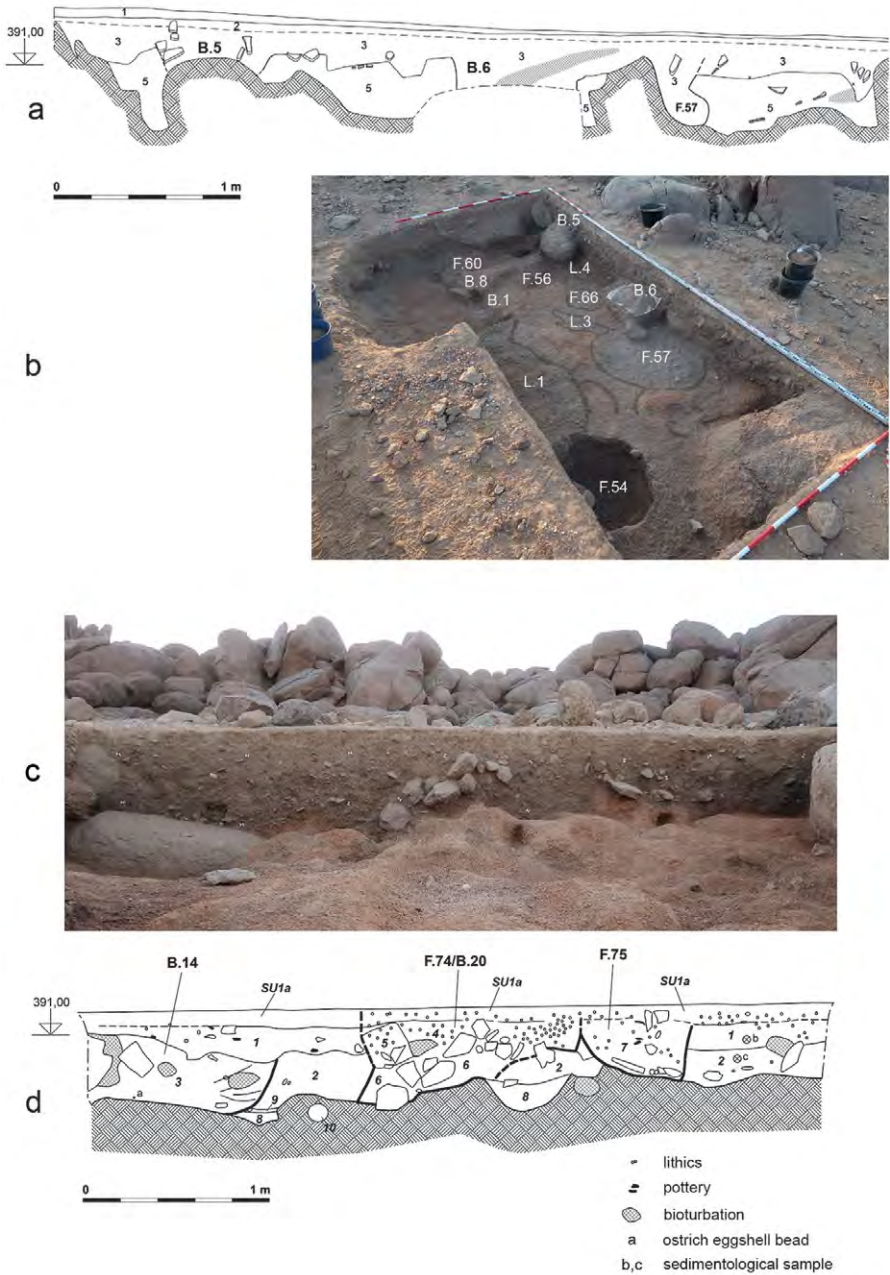 1
2
391,00
3
B.5
3
3
3
3
B.6
5
5
5
F.57
5
a
0 1 m
B.5
F.60
L.4
F.56
B.8
B.6
B.1
F.66
L.3
F.57
L.1
F.54
b
c
B.14
F.74/B.20
F.75
SU1a
SU1a
SU1a
391,00
1
5
4
7
1
b
c
3
2
6
6
2
2
8
9
8
10
a
d
0 1 m
lithics
pottery
bioturbation
a ostrich eggshell bead
b,c sedimentological sample